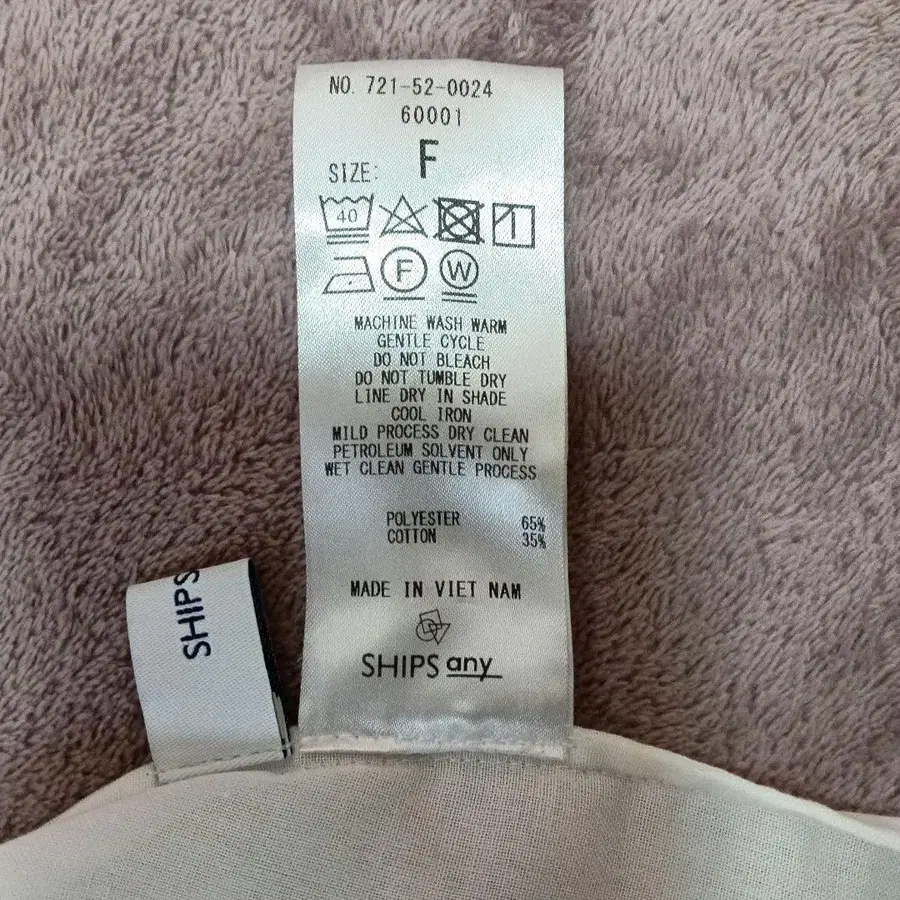 NO. 721-52-0024
60001
SIZE: F
40
F W
MACHINE WASH WARM
GENTLE CYCLE
DO NOT BLEACH
DO NOT TUMBLE DRY
LINE DRY IN SHADE
COOL IRON
MILD PROCESS DRY CLEAN
PETROLEUM SOLVENT ONLY
WET CLEAN GENTLE PROCESS
POLYESTER 65%
COTTON 35%
MADE IN VIET NAM
SHIPS any
SHIPS